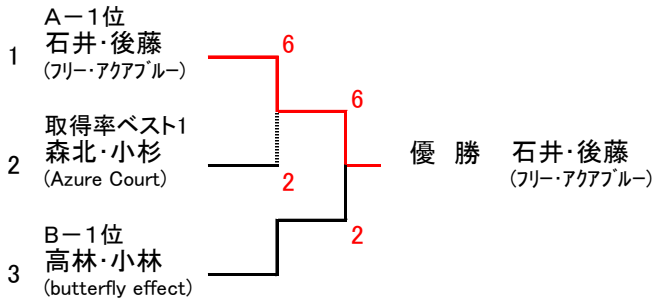 A－1位
1 石井・後藤 6
(フリー・アクアブルー)
6
取得率ベスト1
2 森北・小杉 優 勝 石井・後藤
(Azure Court) 2 (フリー・アクアブルー)
B－1位 2
3 高林・小林
(butterfly effect)